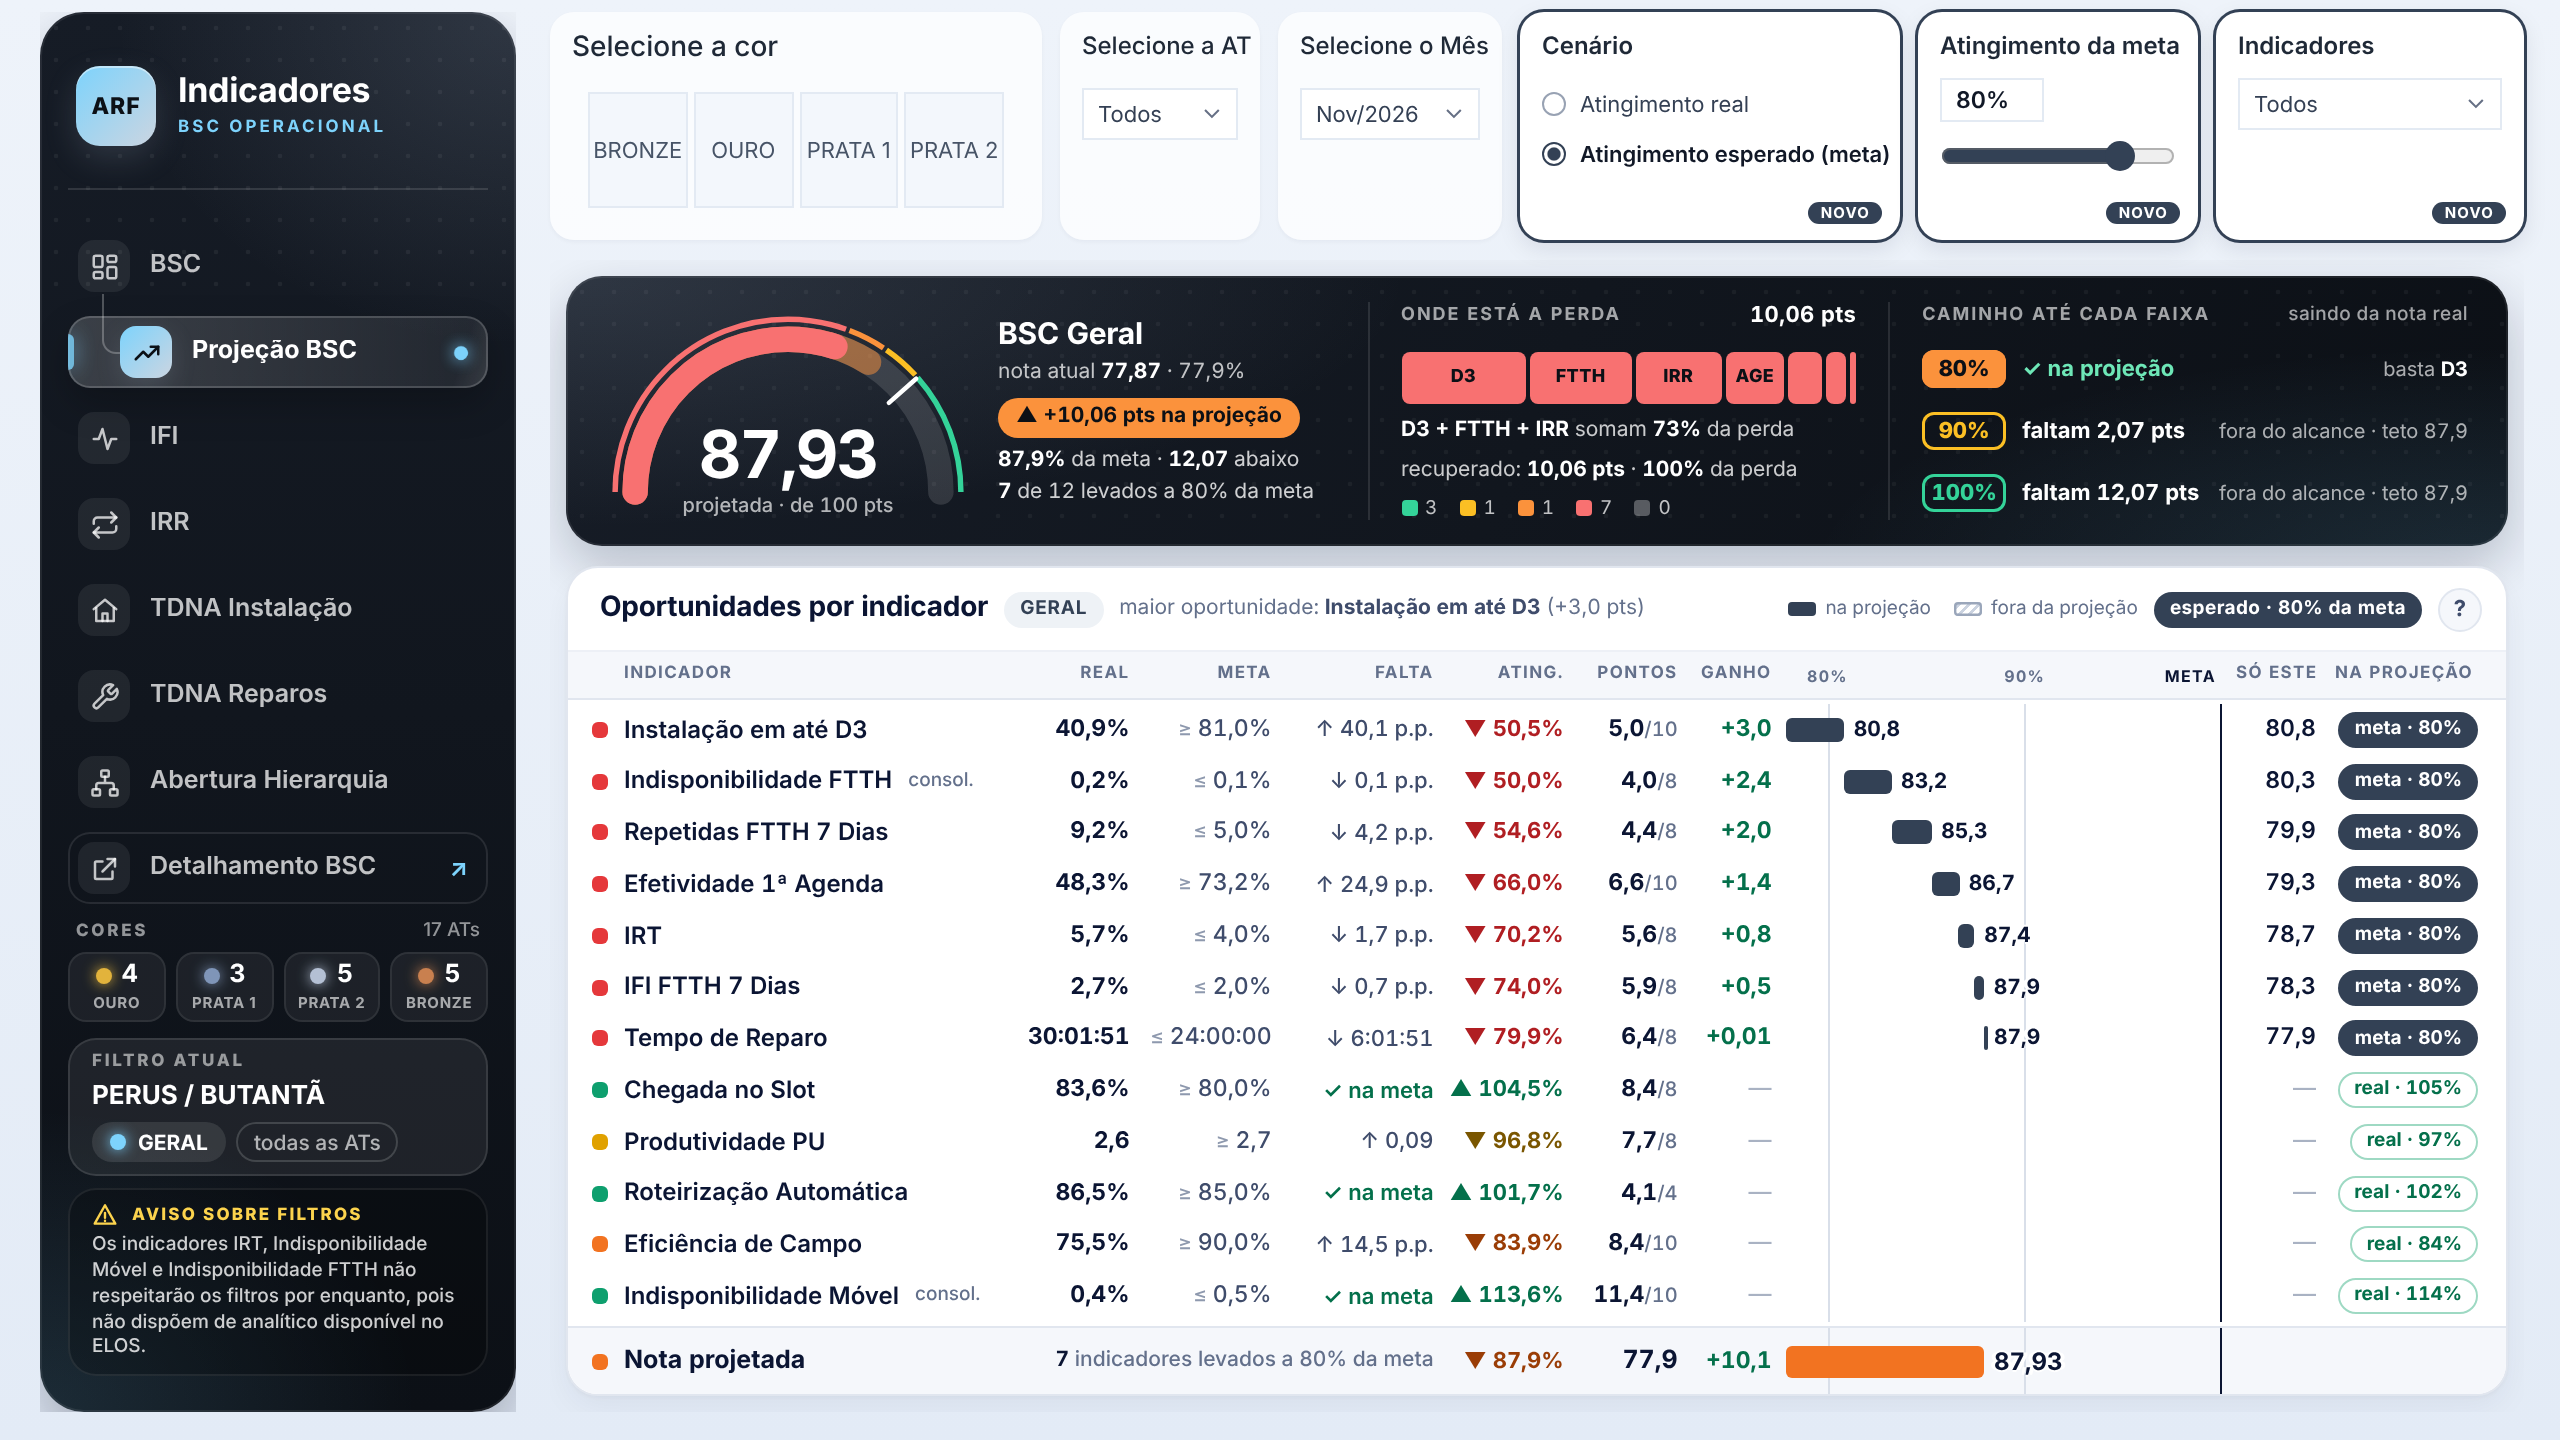 ARF
Indicadores
BSC OPERACIONAL
BSC
Projeção BSC
IFI
IRR
TDNA Instalação
TDNA Reparos
Abertura Hierarquia
Detalhamento BSC
CORES 17 ATs
4 3 5 5
OURO PRATA 1 PRATA 2 BRONZE
FILTRO ATUAL
PERUS / BUTANTÃ
GERAL todas as ATs
AVISO SOBRE FILTROS
Os indicadores IRT, Indisponibilidade
Móvel e Indisponibilidade FTTH não
respeitarão os filtros por enquanto, pois
não dispõem de analítico disponível no
ELOS.
Selecione a cor
BRONZE OURO PRATA 1 PRATA 2
Selecione a AT
Todos
Selecione o Mês
Nov/2026
Cenário
Atingimento real
Atingimento esperado (meta)
NOVO
Atingimento da meta
80%
NOVO
Indicadores
Todos
NOVO
87,93
projetada · de 100 pts
BSC Geral
nota atual 77,87 · 77,9%
▲ +10,06 pts na projeção
87,9% da meta · 12,07 abaixo
7 de 12 levados a 80% da meta
ONDE ESTÁ A PERDA 10,06 pts
D3 FTTH IRR AGE
D3 + FTTH + IRR somam 73% da perda
recuperado: 10,06 pts · 100% da perda
3 1 1 7 0
CAMINHO ATÉ CADA FAIXA saindo da nota real
80% ✓ na projeção basta D3
90% faltam 2,07 pts fora do alcance · teto 87,9
100% faltam 12,07 pts fora do alcance · teto 87,9
Oportunidades por indicador GERAL maior oportunidade: Instalação em até D3 (+3,0 pts) na projeção fora da projeção esperado · 80% da meta ?
INDICADOR REAL META FALTA ATING. PONTOS GANHO 80% 90% META SÓ ESTE NA PROJEÇÃO
Instalação em até D3 40,9% ≥ 81,0% ↑ 40,1 p.p. ▼ 50,5% 5,0/10 +3,0 80,8 80,8 meta · 80%
Indisponibilidade FTTH consol. 0,2% ≤ 0,1% ↓ 0,1 p.p. ▼ 50,0% 4,0/8 +2,4 83,2 80,3 meta · 80%
Repetidas FTTH 7 Dias 9,2% ≤ 5,0% ↓ 4,2 p.p. ▼ 54,6% 4,4/8 +2,0 85,3 79,9 meta · 80%
Efetividade 1ª Agenda 48,3% ≥ 73,2% ↑ 24,9 p.p. ▼ 66,0% 6,6/10 +1,4 86,7 79,3 meta · 80%
IRT 5,7% ≤ 4,0% ↓ 1,7 p.p. ▼ 70,2% 5,6/8 +0,8 87,4 78,7 meta · 80%
IFI FTTH 7 Dias 2,7% ≤ 2,0% ↓ 0,7 p.p. ▼ 74,0% 5,9/8 +0,5 87,9 78,3 meta · 80%
Tempo de Reparo 30:01:51 ≤ 24:00:00 ↓ 6:01:51 ▼ 79,9% 6,4/8 +0,01 87,9 77,9 meta · 80%
Chegada no Slot 83,6% ≥ 80,0% ✓ na meta ▲ 104,5% 8,4/8 — — real · 105%
Produtividade PU 2,6 ≥ 2,7 ↑ 0,09 ▼ 96,8% 7,7/8 — — real · 97%
Roteirização Automática 86,5% ≥ 85,0% ✓ na meta ▲ 101,7% 4,1/4 — — real · 102%
Eficiência de Campo 75,5% ≥ 90,0% ↑ 14,5 p.p. ▼ 83,9% 8,4/10 — — real · 84%
Indisponibilidade Móvel consol. 0,4% ≤ 0,5% ✓ na meta ▲ 113,6% 11,4/10 — — real · 114%
Nota projetada 7 indicadores levados a 80% da meta ▼ 87,9% 77,9 +10,1 87,93